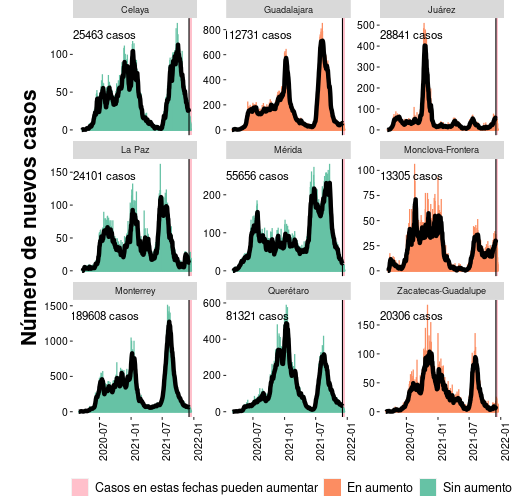 Celaya
Guadalajara
Juárez
25463 casos
112731 casos
28841 casos
100
50
0
800
600
400
200
0
500
400
300
200
100
0
La Paz
Mérida
Monclova-Frontera
24101 casos
55656 casos
13305 casos
150
100
50
0
200
100
0
100
75
50
25
0
Monterrey
Querétaro
Zacatecas-Guadalupe
189608 casos
81321 casos
20306 casos
1500
1000
500
0
600
400
200
0
150
100
50
0
Número de nuevos casos
2020-07
2021-01
2021-07
2022-01
2020-07
2021-01
2021-07
2022-01
2020-07
2021-01
2021-07
2022-01
Casos en estas fechas pueden aumentar
En aumento
Sin aumento